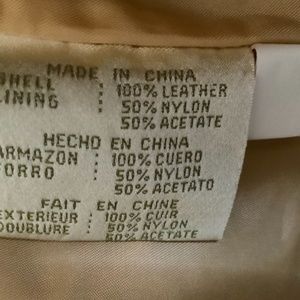 MADE IN CHINA
SHELL : 100% LEATHER
LINING : 50% NYLON
50% ACETATE
HECHO EN CHINA
ARMAZON : 100% CUERO
FORRO : 50% NYLON
50% ACETATO
FAIT EN CHINE
EXTERIEUR : 100% CUIR
DOUBLURE : 50% NYLON
50% ACETATE